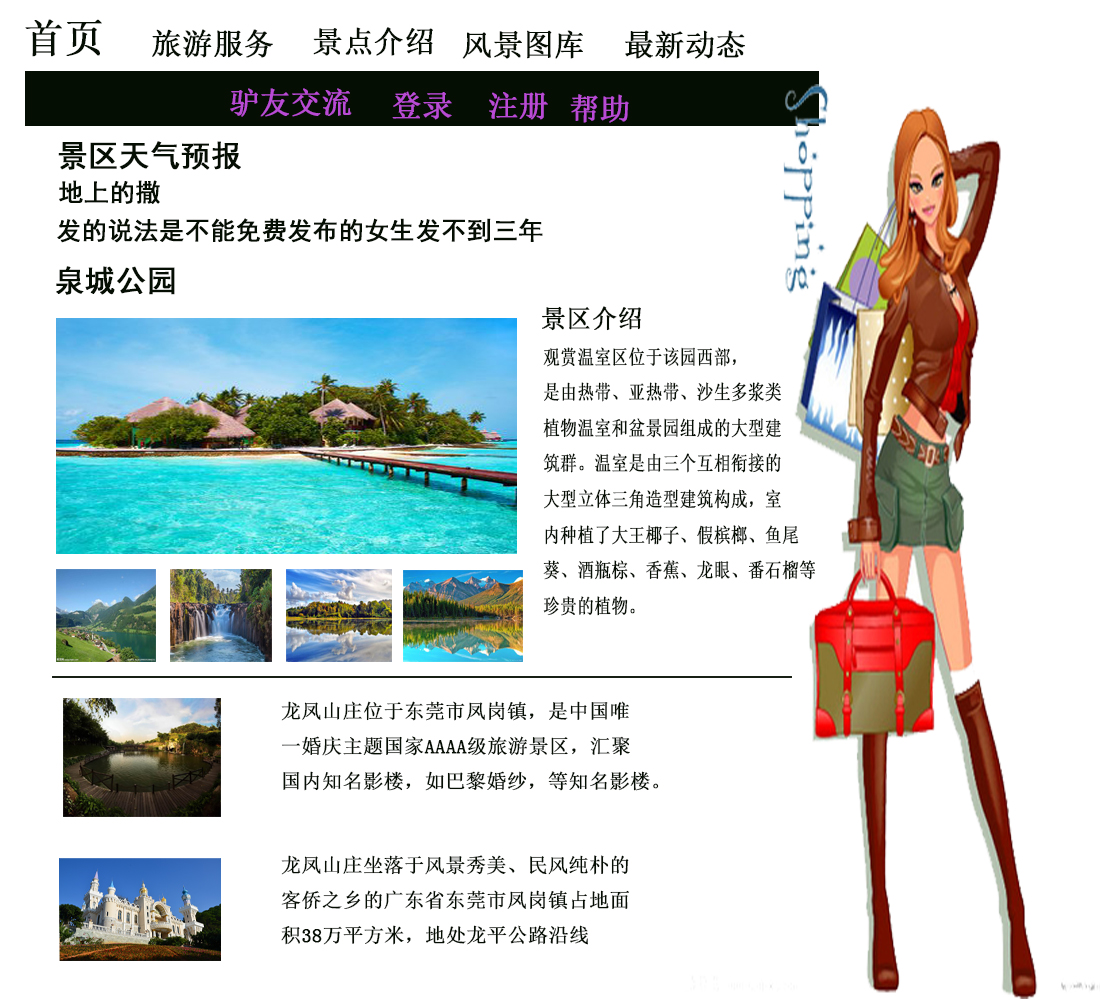 首页 旅游服务 景点介绍 风景图库 最新动态
驴友交流 登录 注册 帮助
Shopping
景区天气预报
地上的撒
发的说法是不能免费发布的女生发不到三年
泉城公园
景区介绍
观赏温室区位于该园西部，
是由热带、亚热带、沙生多浆类
植物温室和盆景园组成的大型建
筑群。温室是由三个互相衔接的
大型立体三角造型建筑构成，室
内种植了大王椰子、假槟榔、鱼尾
葵、酒瓶棕、香蕉、龙眼、番石榴等
珍贵的植物。
龙凤山庄位于东莞市凤岗镇，是中国唯
一婚庆主题国家AAAA级旅游景区，汇聚
国内知名影楼，如巴黎婚纱，等知名影楼。
龙凤山庄坐落于风景秀美、民风纯朴的
客侨之乡的广东省东莞市凤岗镇占地面
积38万平方米，地处龙平公路沿线